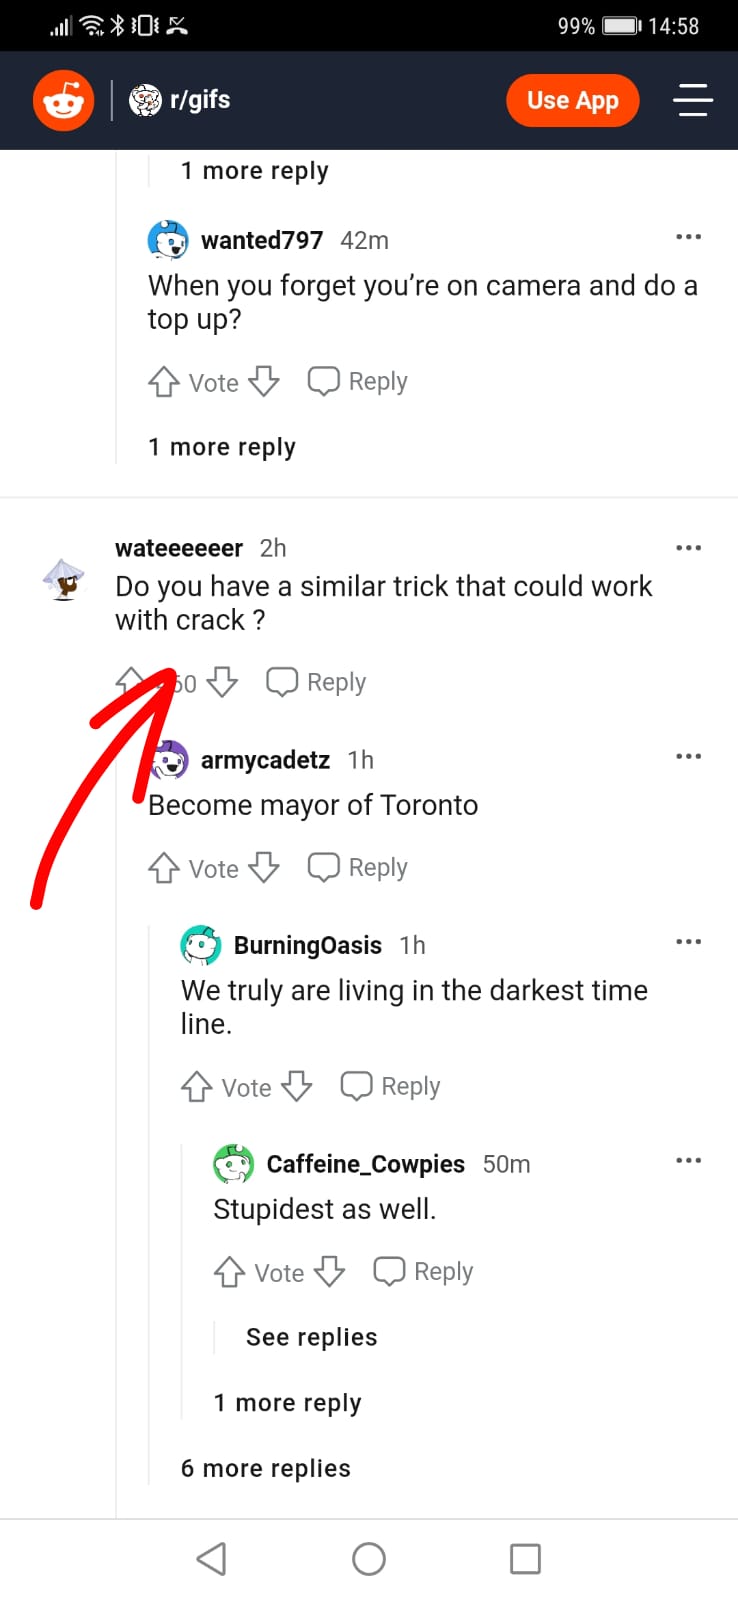 99% 14:58
r/gifs
Use App
1 more reply
wanted797 42m
When you forget you’re on camera and do a
top up?
Vote Reply
1 more reply
wateeeeeer 2h
Do you have a similar trick that could work
with crack ?
Reply
armycadetz 1h
Become mayor of Toronto
Vote Reply
BurningOasis 1h
We truly are living in the darkest time
line.
Vote Reply
Caffeine_Cowpies 50m
Stupidest as well.
Vote Reply
See replies
1 more reply
6 more replies